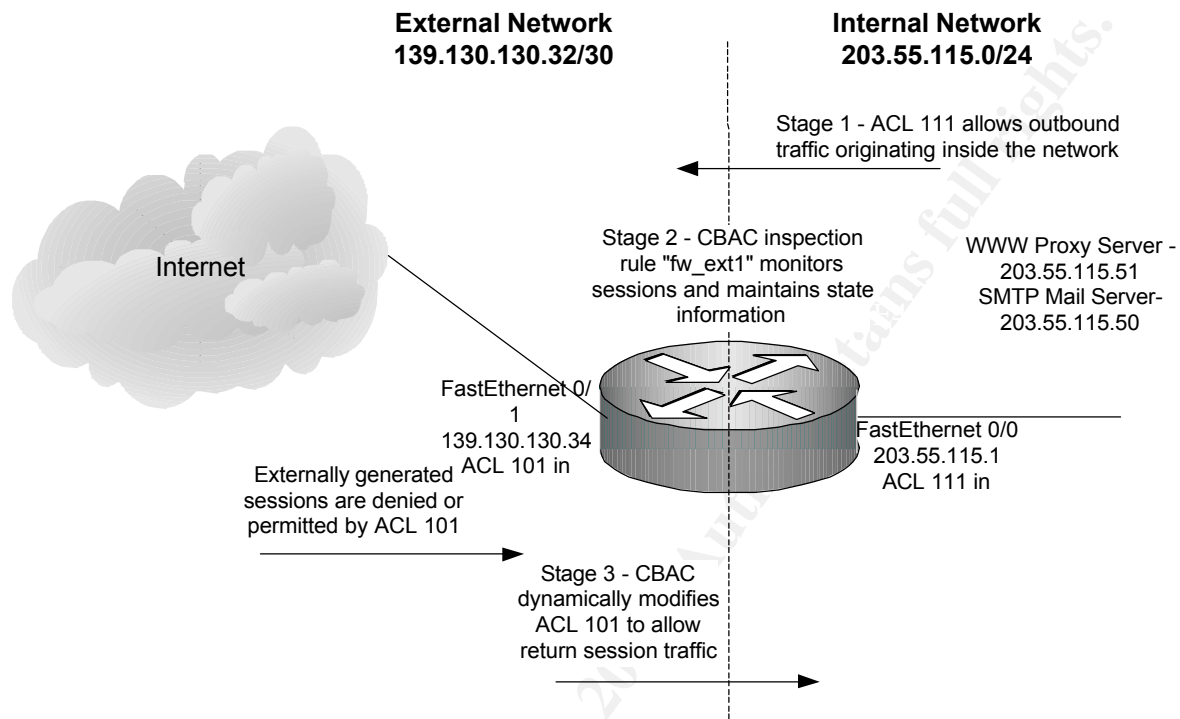 External Network
139.130.130.32/30
Internal Network
203.55.115.0/24
Stage 1 - ACL 111 allows outbound
traffic originating inside the network
Stage 2 - CBAC inspection
rule "fw_ext1" monitors
sessions and maintains state
information
WWW Proxy Server -
203.55.115.51
SMTP Mail Server-
203.55.115.50
Internet
FastEthernet 0/
1
139.130.130.34
ACL 101 in
FastEthernet 0/0
203.55.115.1
ACL 111 in
Externally generated
sessions are denied or
permitted by ACL 101
Stage 3 - CBAC
dynamically modifies
ACL 101 to allow
return session traffic
full rights.